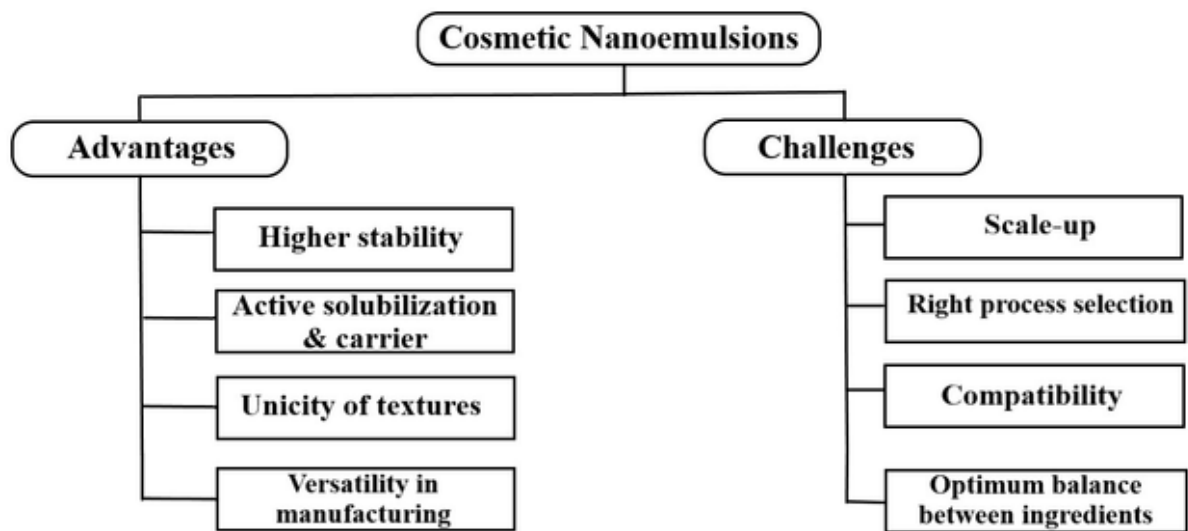 Cosmetic Nanoemulsions
Advantages
Higher stability
Active solubilization
& carrier
Unicity of textures
Versatility in
manufacturing
Challenges
Scale-up
Right process selection
Compatibility
Optimum balance
between ingredients